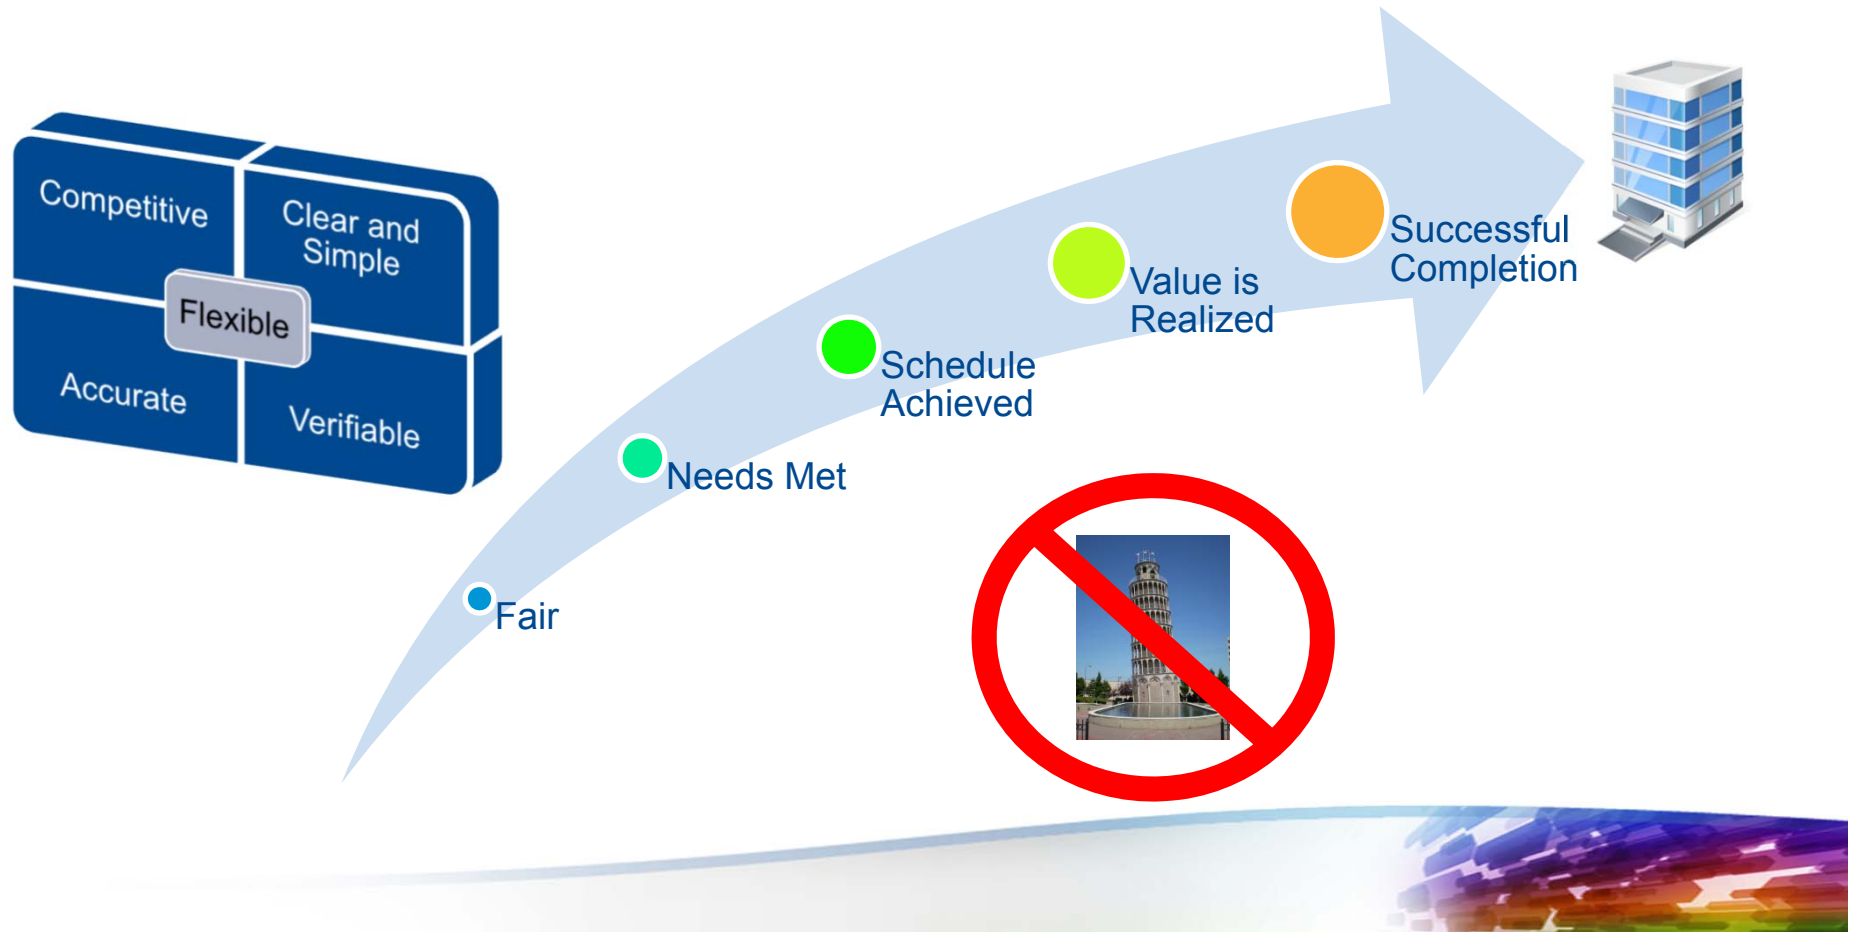 Competitive
Clear and
Simple
Flexible
Accurate
Verifiable
Fair
Needs Met
Schedule
Achieved
Value is
Realized
Successful
Completion